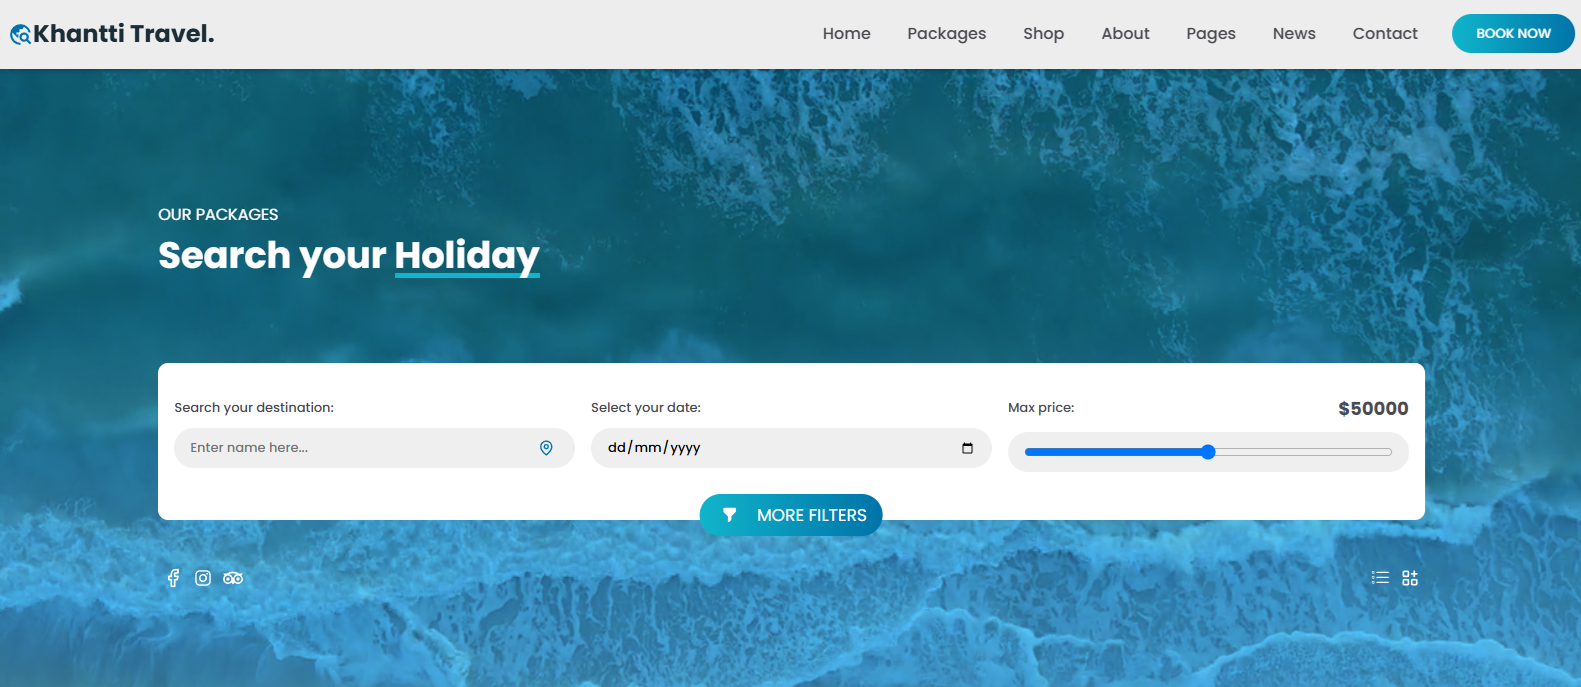 Khantti Travel.
Home Packages Shop About Pages News Contact BOOK NOW
OUR PACKAGES
Search your Holiday
Search your destination: Select your date: Max price: $50000
Enter name here... dd/mm/yyyy
MORE FILTERS